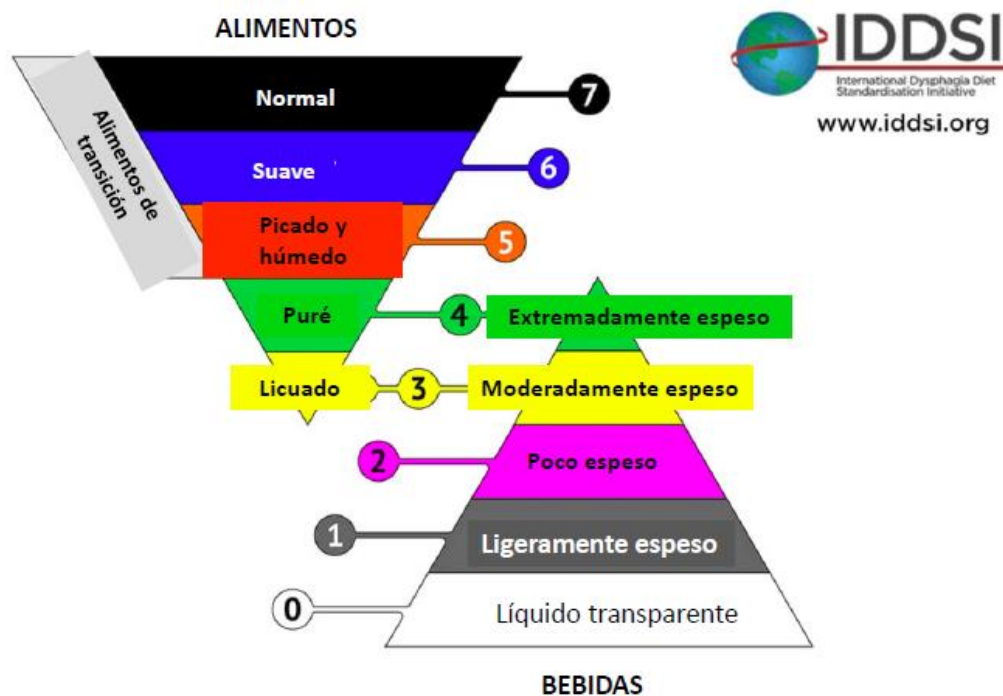 ALIMENTOS
IDDSI
International Dysphagia Diet
Standardisation Initiative
www.iddsi.org
Normal
7
Alimentos de
transición
Suave
6
Picado y
húmedo
5
Puré
4
Extremadamente espeso
Licuado
3
Moderadamente espeso
2
Poco espeso
1
Ligeramente espeso
0
Líquido transparente
BEBIDAS